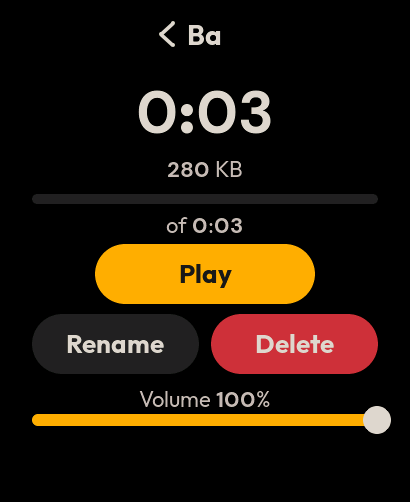 Ba
0:03
280 KB
of 0:03
Play
Rename Delete
Volume 100%